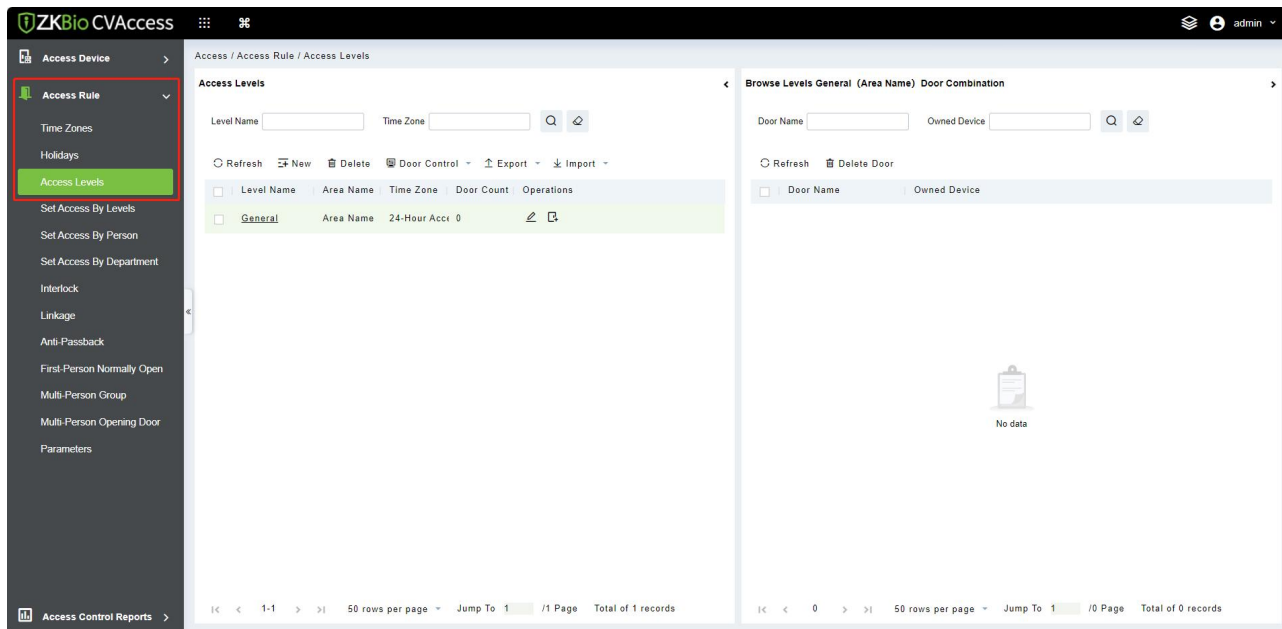 ZKBio CVAccess
admin
Access Device
Access Rule
Time Zones
Holidays
Access Levels
Set Access By Levels
Set Access By Person
Set Access By Department
Interlock
Linkage
Anti-Passback
First-Person Normally Open
Multi-Person Group
Multi-Person Opening Door
Parameters
Access Control Reports
Access / Access Rule / Access Levels
Access Levels
Level Name Time Zone
Refresh New Delete Door Control Export Import
Level Name Area Name Time Zone Door Count Operations
General Area Name 24-Hour Acce 0
1-1 50 rows per page Jump To 1 /1 Page Total of 1 records
Browse Levels General (Area Name) Door Combination
Door Name Owned Device
Refresh Delete Door
Door Name Owned Device
No data
0 50 rows per page Jump To 1 /0 Page Total of 0 records